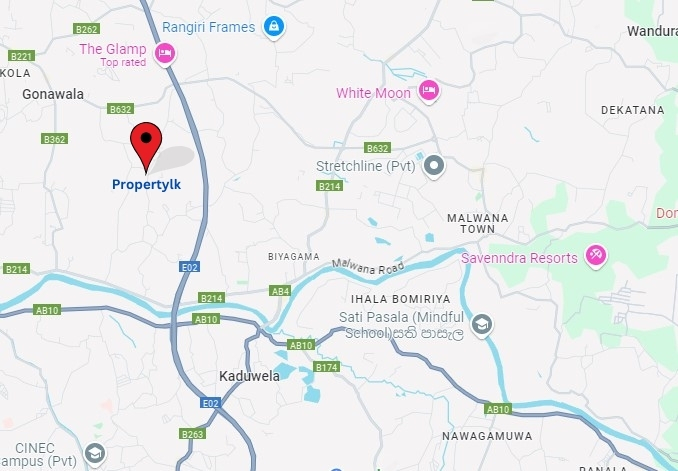 B262
Rangiri Frames
Wandura
The Glamp
Top rated
B221
KOLA
Gonawala
White Moon
B632
DEKATANA
B362
B632
Stretchline (Pvt)
Propertylk
B214
MALWANA
TOWN
Don
Savenndra Resorts
BIYAGAMA
Malwana Road
B214
E02
B214
AB4
IHALA BOMIRIYA
AB10
AB10
Sati Pasala (Mindful
School)සති පාසැල
AB10
B174
Kaduwela
E02
AB10
B263
NAWAGAMUWA
CINEC
ampus (Pvt)
PANALA